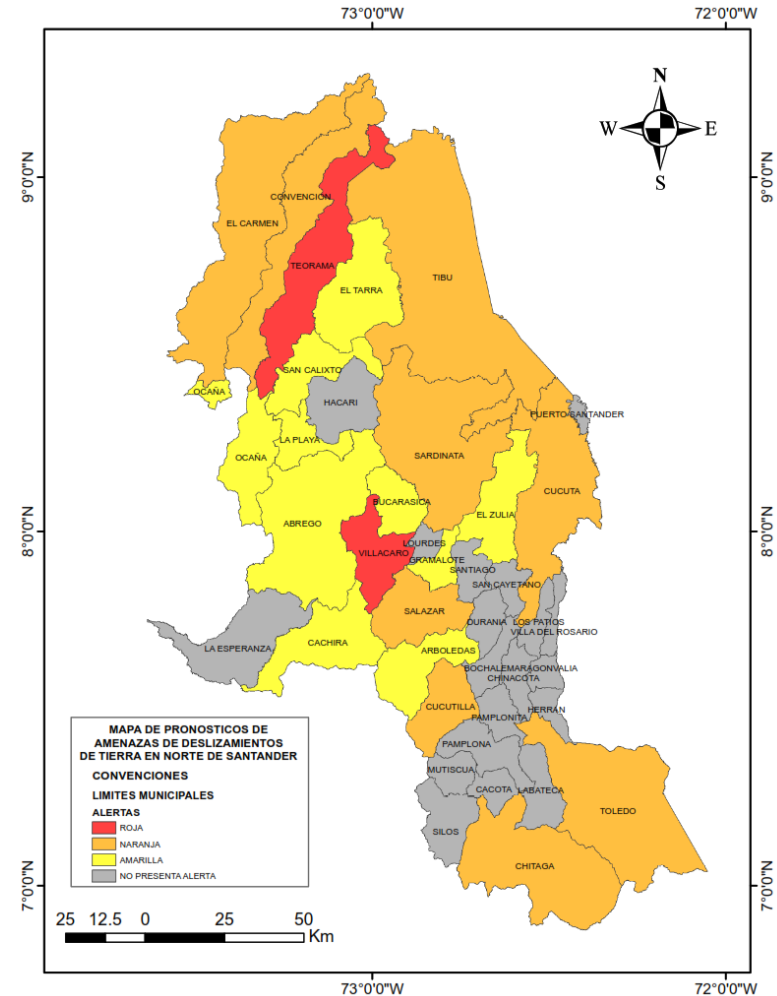 73°0'0"W
72°0'0"W
N
W
E
S
9°0'0"N
9°0'0"N
CONVENCIÓN
EL CARMEN
TEORAMA
TIBU
EL TARRA
SAN CALIXTO
OCAÑA
HACARI
PUERTO SANTANDER
LA PLAYA
OCAÑA
SARDINATA
CUCUTA
BUCARASICA
EL ZULIA
ABREGO
8°0'0"N
8°0'0"N
LOURDES
VILLACARO
GRAMALOTE
SANTIAGO
SAN CAYETANO
SALAZAR
DURANIA
LOS PATIOS
VILLA DEL ROSARIO
CACHIRA
LA ESPERANZA
ARBOLEDAS
BOCHALEMA
RAGONVALIA
CHINACOTA
CUCUTILLA
HERRAN
PAMPLONITA
PAMPLONA
MUTISCUA
CACOTA
LABATECA
TOLEDO
SILOS
CHITAGA
MAPA DE PRONOSTICOS DE
AMENAZAS DE DESLIZAMIENTOS
DE TIERRA EN NORTE DE SANTANDER
CONVENCIONES
LIMITES MUNICIPALES
ALERTAS
ROJA
NARANJA
AMARILLA
NO PRESENTA ALERTA
7°0'0"N
7°0'0"N
25 12.5 0 25 50
Km
73°0'0"W
72°0'0"W